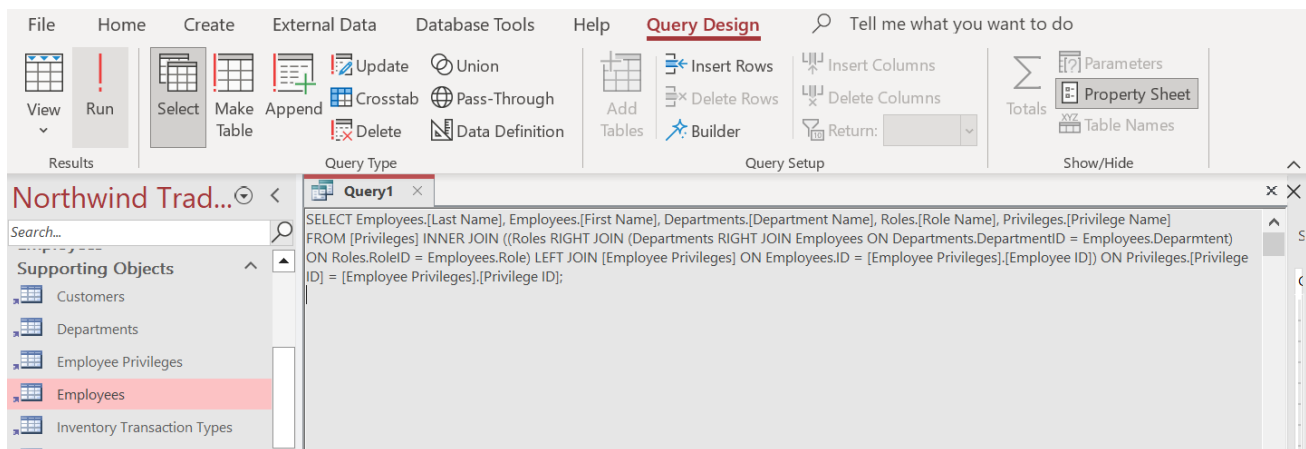 File Home Create External Data Database Tools Help Query Design Tell me what you want to do
Update Union Insert Rows Insert Columns Parameters
View Run Select Make Append Crosstab Pass-Through Add Delete Rows Delete Columns Totals Property Sheet
Table Delete Data Definition Tables Builder Return: Table Names
Results Query Type Query Setup Show/Hide
Northwind Trad...
Query1
Search...
SELECT Employees.[Last Name], Employees.[First Name], Departments.[Department Name], Roles.[Role Name], Privileges.[Privilege Name]
FROM [Privileges] INNER JOIN ((Roles RIGHT JOIN (Departments RIGHT JOIN Employees ON Departments.DepartmentID = Employees.Deparmtent)
ON Roles.RoleID = Employees.Role) LEFT JOIN [Employee Privileges] ON Employees.ID = [Employee Privileges].[Employee ID]) ON Privileges.[Privilege
ID] = [Employee Privileges].[Privilege ID];
Supporting Objects
Customers
Departments
Employee Privileges
Employees
Inventory Transaction Types